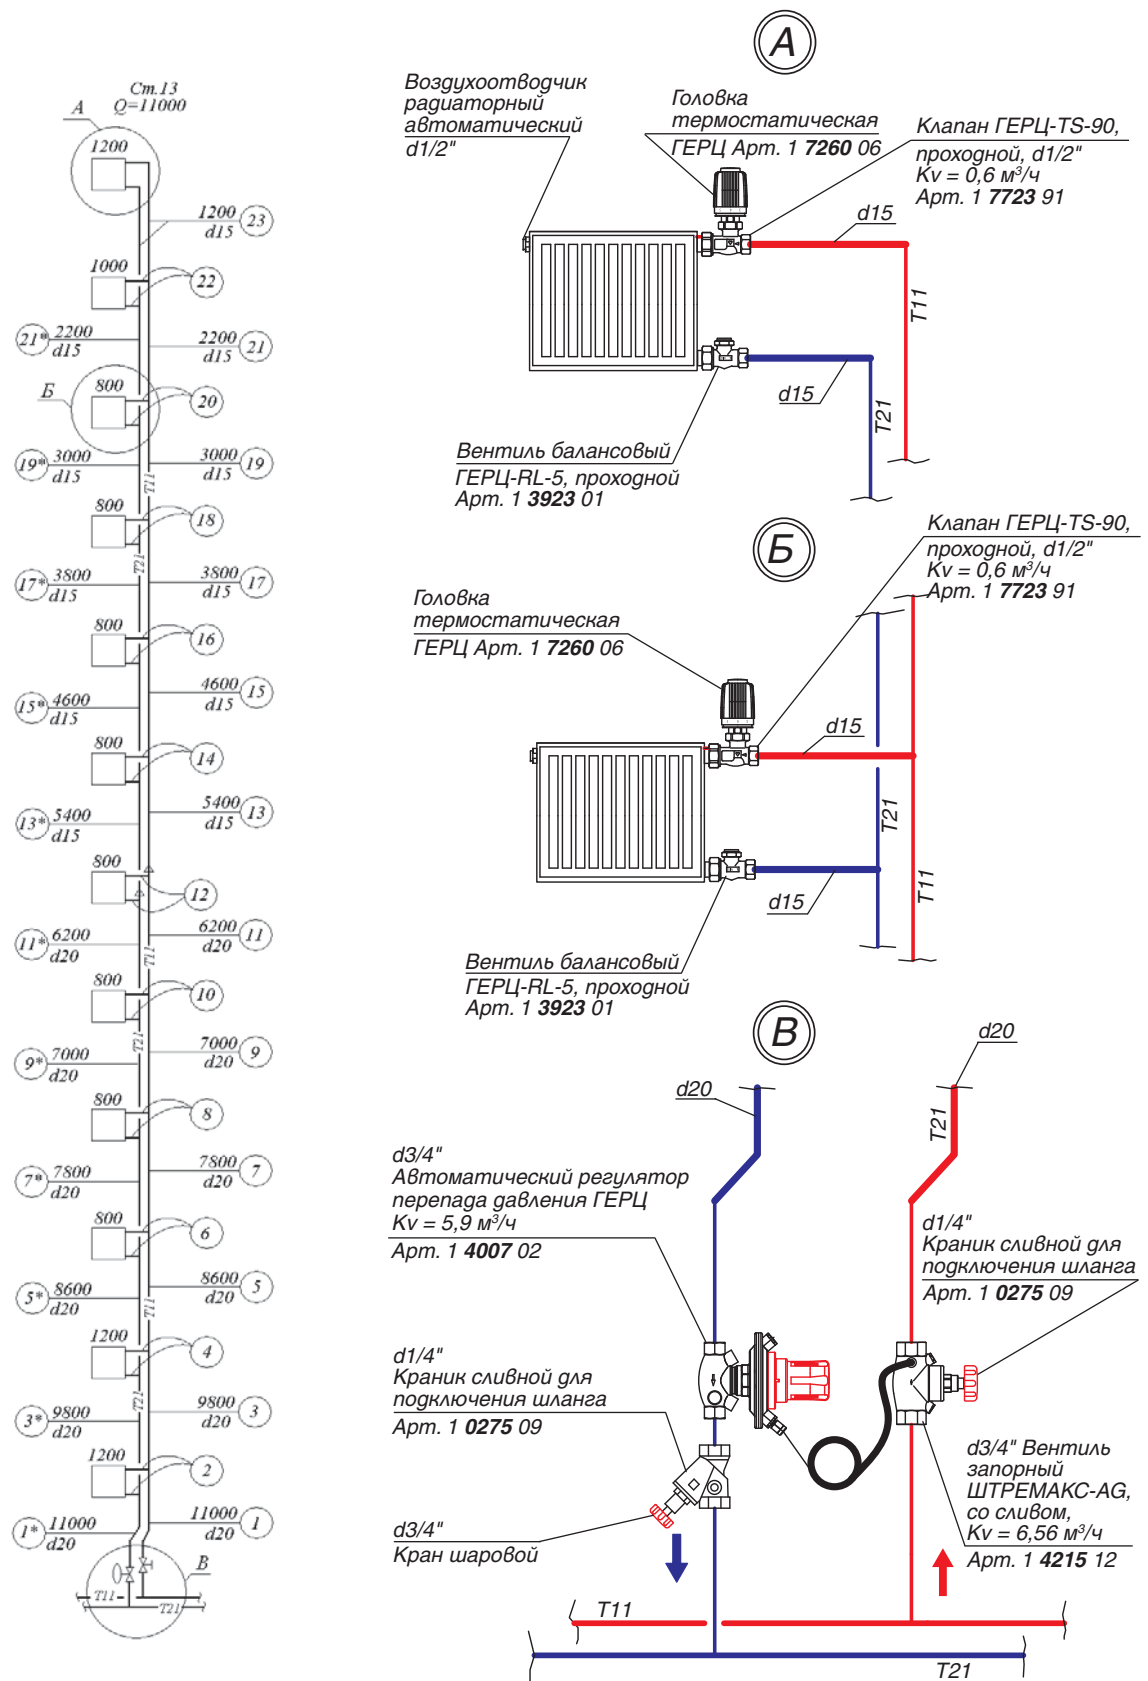 Ст.13
Q=11000
А
1200
1200
d15
23
1000
22
21*
2200
d15
2200
d15
21
Б
800
20
19*
3000
d15
3000
d15
19
Т11
800
18
Т21
17*
3800
d15
3800
d15
17
800
16
15*
4600
d15
4600
d15
15
800
14
13*
5400
d15
5400
d15
13
800
12
11*
6200
d20
6200
d20
11
Т11
800
10
Т21
9*
7000
d20
7000
d20
9
800
8
7*
7800
d20
7800
d20
7
800
6
5*
8600
d20
8600
d20
5
Т11
1200
4
Т21
3*
9800
d20
9800
d20
3
1200
2
1*
11000
d20
11000
d20
1
В
Т11
Т21
А
Воздухоотводчик
радиаторный
автоматический
d1/2"
Головка
термостатическая
ГЕРЦ Арт. 1 7260 06
Клапан ГЕРЦ-TS-90,
проходной, d1/2"
Kv = 0,6 м³/ч
Арт. 1 7723 91
d15
Т11
d15
Т21
Вентиль балансовый
ГЕРЦ-RL-5, проходной
Арт. 1 3923 01
Б
Клапан ГЕРЦ-TS-90,
проходной, d1/2"
Kv = 0,6 м³/ч
Арт. 1 7723 91
Головка
термостатическая
ГЕРЦ Арт. 1 7260 06
d15
Т21
Т11
d15
Вентиль балансовый
ГЕРЦ-RL-5, проходной
Арт. 1 3923 01
В
d20
d20
Т21
d3/4"
Автоматический регулятор
перепада давления ГЕРЦ
Kv = 5,9 м³/ч
Арт. 1 4007 02
d1/4"
Краник сливной для
подключения шланга
Арт. 1 0275 09
d1/4"
Краник сливной для
подключения шланга
Арт. 1 0275 09
d3/4" Вентиль
запорный
ШТРЕМАКС-AG,
со сливом,
Kv = 6,56 м³/ч
Арт. 1 4215 12
d3/4"
Кран шаровой
Т11
Т21